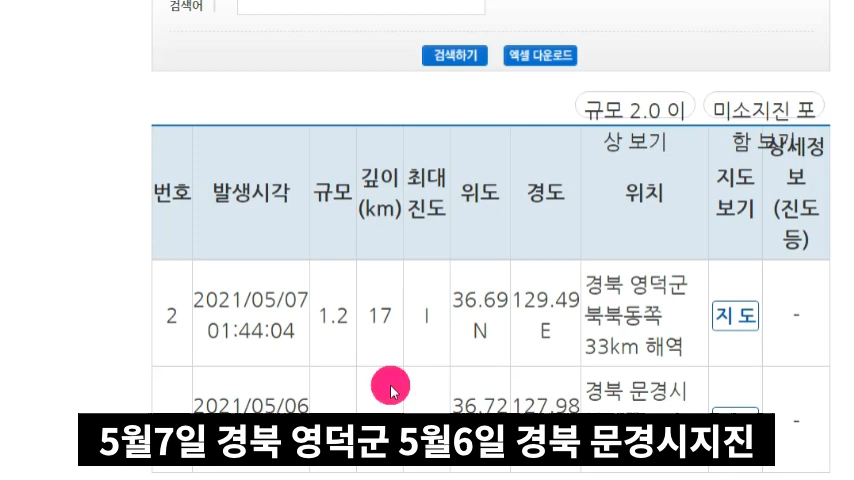 검색어
검색하기 엑셀 다운로드
규모 2.0 이
상 보기
미소지진 포
함 보기
번호 발생시각 규모 깊이 (km) 최대 진도 위도 경도 위치 지도 보기 상세정보 (진도 등)
2 2021/05/07 01:44:04 1.2 17 I 36.69 N 129.49 E 경북 영덕군 북북동쪽 33km 해역 지 도 -
2021/05/06 36.72 127.98 경북 문경시 -
5월7일 경북 영덕군 5월6일 경북 문경시지진